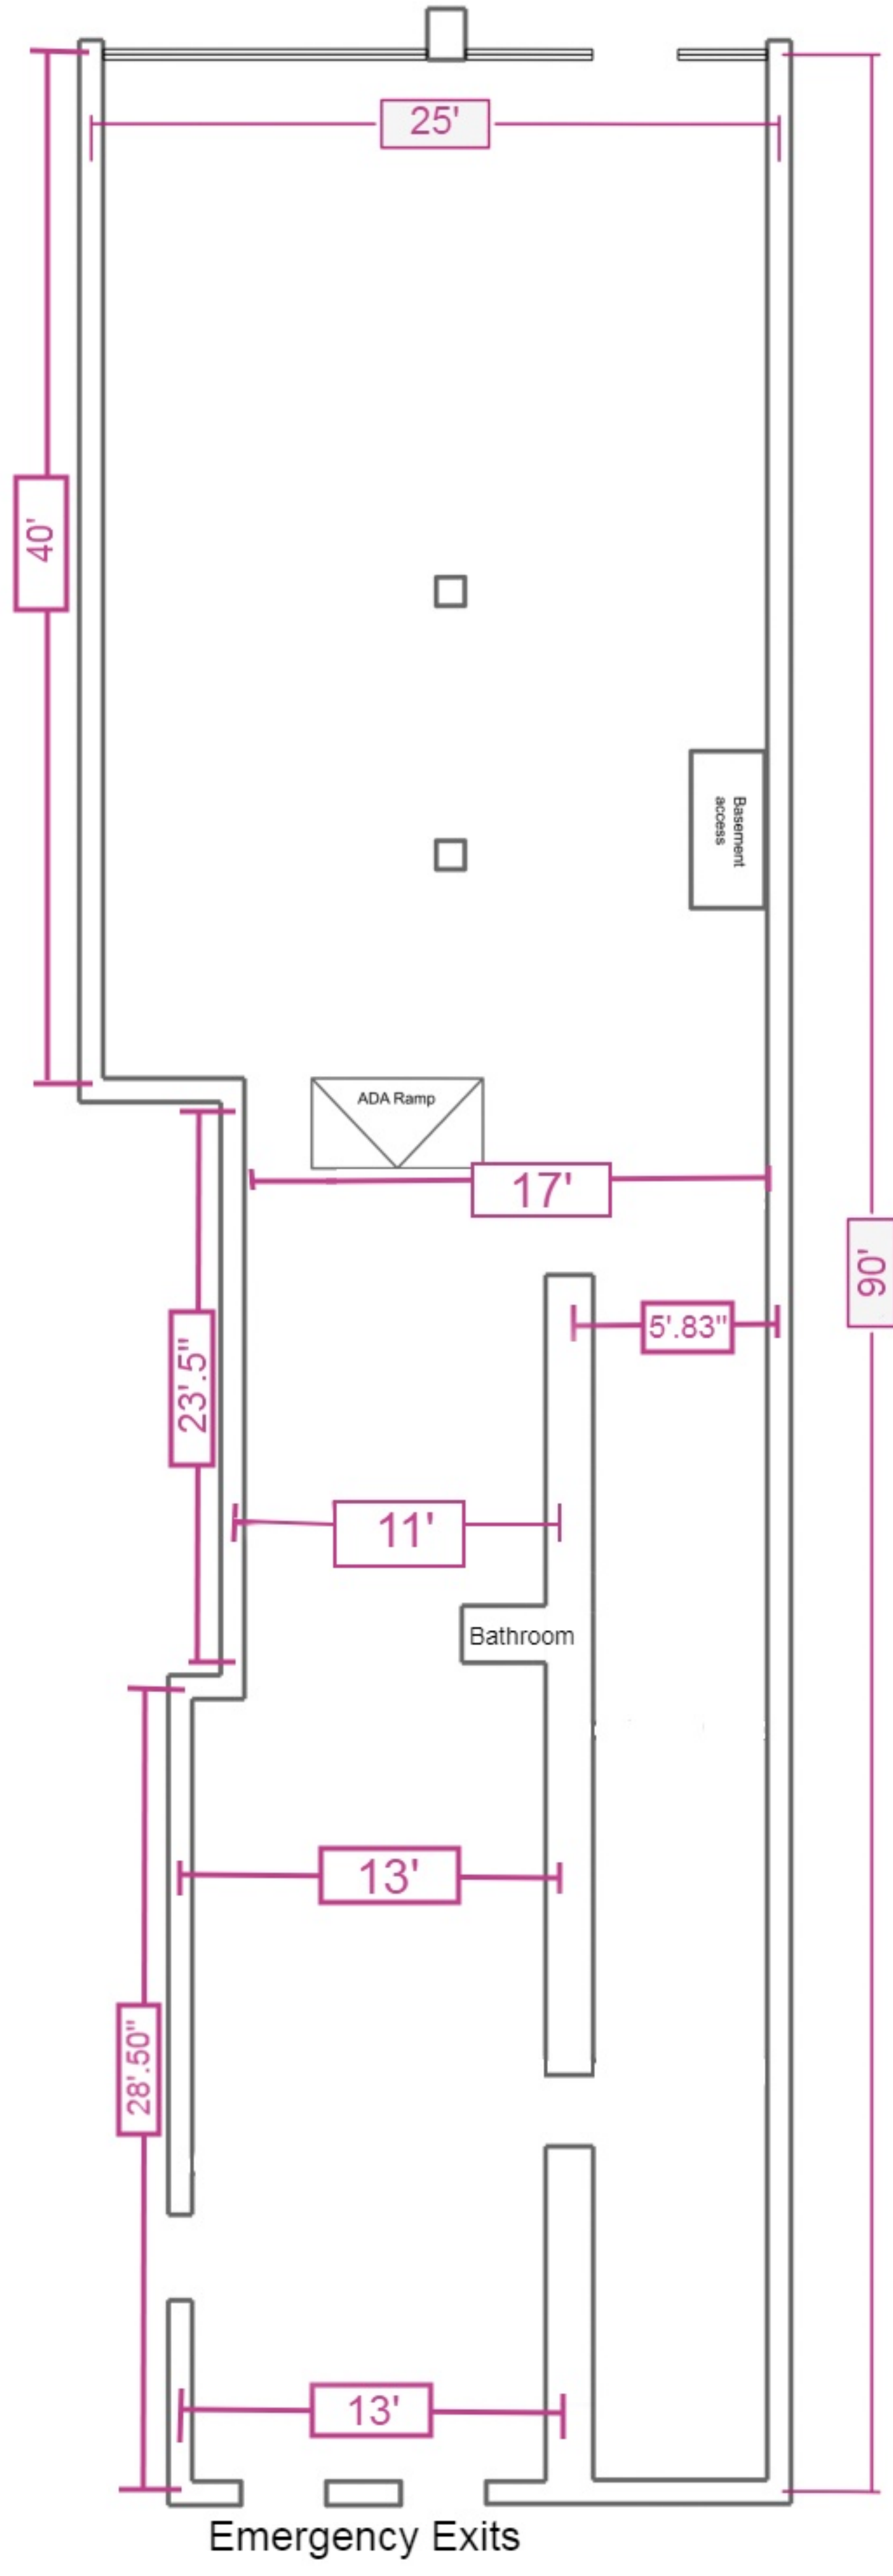 25'
40'
Basement
access
ADA Ramp
17'
90'
5'.83"
23'.5"
11'
Bathroom
13'
28'.50"
13'
Emergency Exits